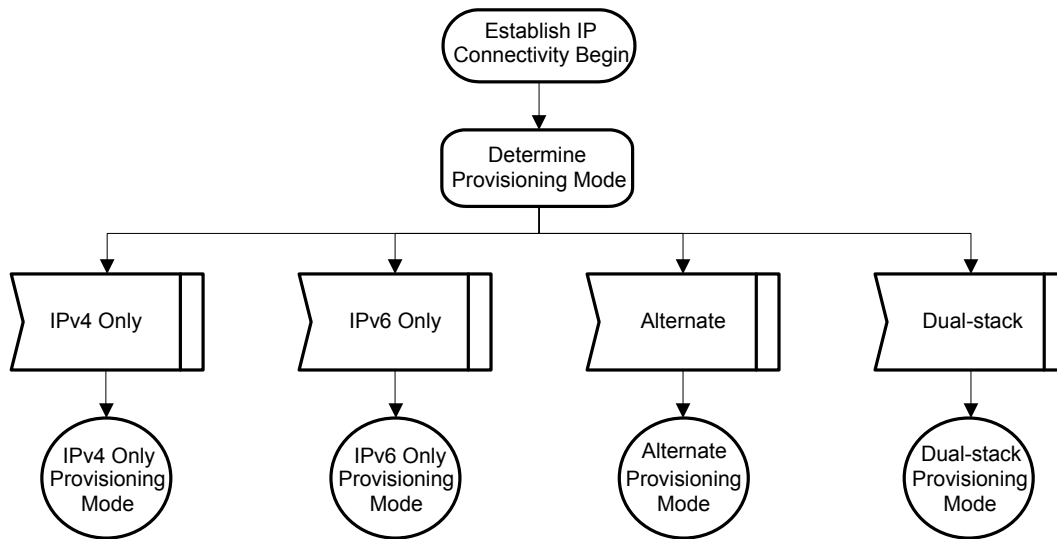 Establish IP
Connectivity Begin
Determine
Provisioning Mode
IPv4 Only
IPv6 Only
Alternate
Dual-stack
IPv4 Only
Provisioning
Mode
IPv6 Only
Provisioning
Mode
Alternate
Provisioning
Mode
Dual-stack
Provisioning
Mode